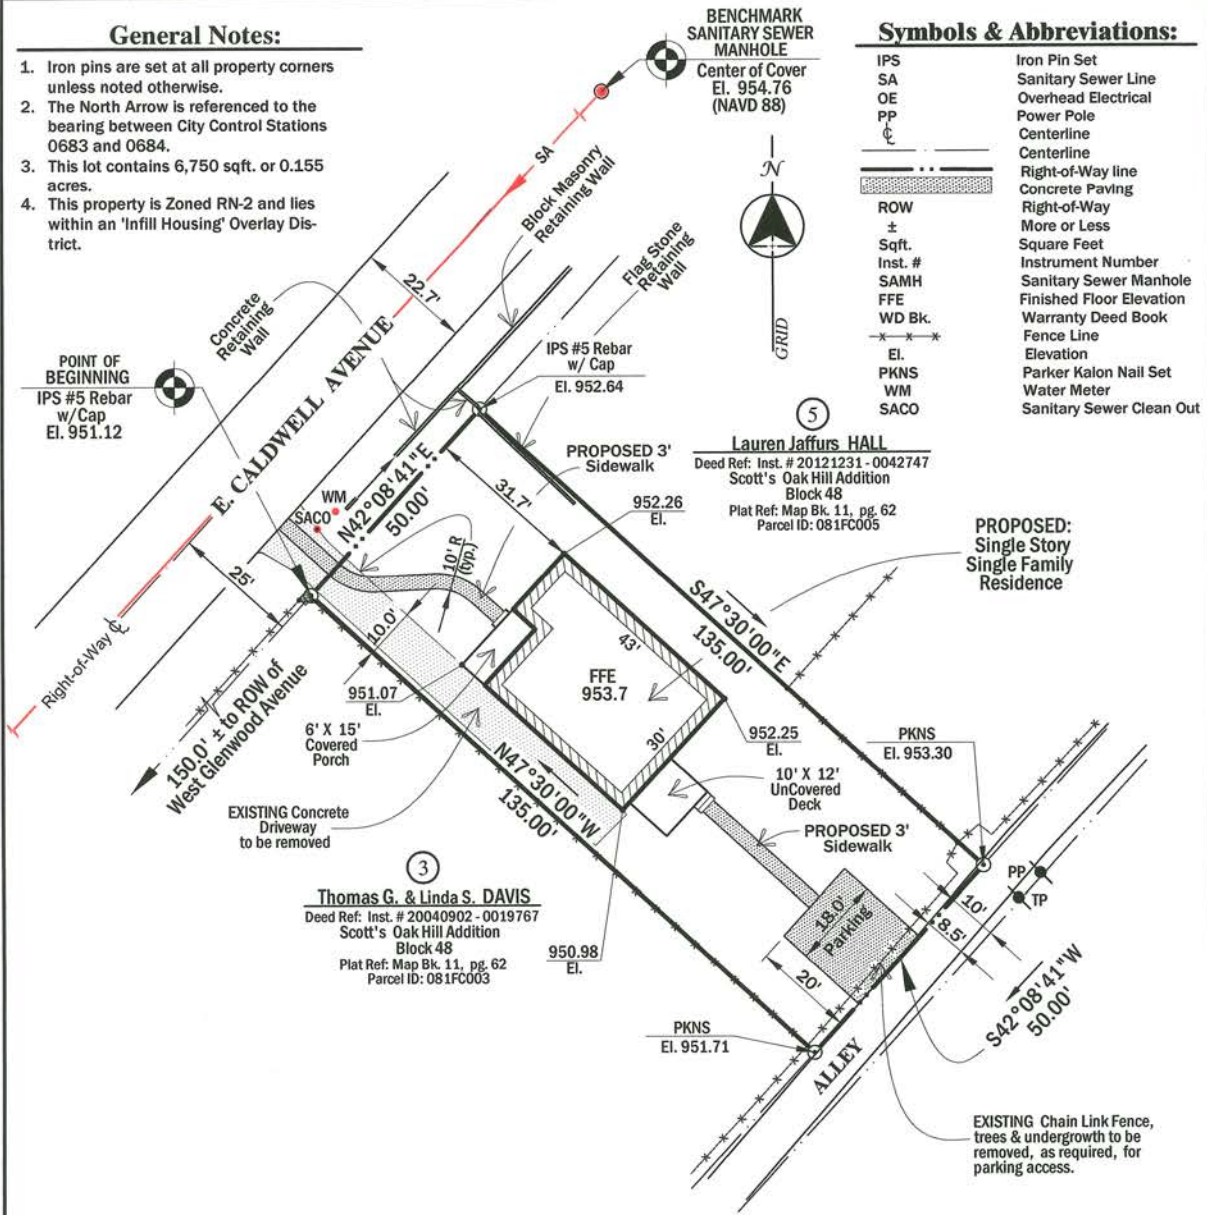 General Notes:
1. Iron pins are set at all property corners
unless noted otherwise.
2. The North Arrow is referenced to the
bearing between City Control Stations
0683 and 0684.
3. This lot contains 6,750 sqft. or 0.155
acres.
4. This property is Zoned RN-2 and lies
within an 'Infill Housing' Overlay Dis-
trict.
BENCHMARK
SANITARY SEWER
MANHOLE
Center of Cover
El. 954.76
(NAVD 88)
Symbols & Abbreviations:
IPS Iron Pin Set
SA Sanitary Sewer Line
OE Overhead Electrical
PP Power Pole
℄ Centerline
Centerline
Right-of-Way line
Concrete Paving
ROW Right-of-Way
± More or Less
Sqft. Square Feet
Inst. # Instrument Number
SAMH Sanitary Sewer Manhole
FFE Finished Floor Elevation
WD Bk. Warranty Deed Book
Fence Line
El. Elevation
PKNS Parker Kalon Nail Set
WM Water Meter
SACO Sanitary Sewer Clean Out
SA
Block Masonry
Retaining Wall
Flag Stone
Retaining
Wall
N
GRID
22.7'
Concrete
Retaining
Wall
POINT OF
BEGINNING
IPS #5 Rebar
w/Cap
El. 951.12
IPS #5 Rebar
w/ Cap
El. 952.64
E. CALDWELL AVENUE
5
Lauren Jaffurs HALL
Deed Ref: Inst. # 20121231 - 0042747
Scott's Oak Hill Addition
Block 48
Plat Ref: Map Bk. 11, pg. 62
Parcel ID: 081FC005
PROPOSED 3'
Sidewalk
31.7'
952.26
El.
WM
SACO
N42°08'41"E
50.00'
10' R
(typ.)
PROPOSED:
Single Story
Single Family
Residence
25'
10.0'
S47°30'00"E
135.00'
43'
FFE
953.7
30'
Right-of-Way ℄
951.07
El.
6' X 15'
Covered
Porch
150.0' ± to ROW of
West Glenwood Avenue
952.25
El.
PKNS
El. 953.30
N47°30'00"W
135.00'
10' X 12'
UnCovered
Deck
EXISTING Concrete
Driveway
to be removed
PROPOSED 3'
Sidewalk
3
Thomas G. & Linda S. DAVIS
Deed Ref: Inst. # 20040902 - 0019767
Scott's Oak Hill Addition
Block 48
Plat Ref: Map Bk. 11, pg. 62
Parcel ID: 081FC003
950.98
El.
PP
TP
18.0'
Parking
10'
8.5'
20'
S42°08'41"W
50.00'
PKNS
El. 951.71
ALLEY
EXISTING Chain Link Fence,
trees & undergrowth to be
removed, as required, for
parking access.